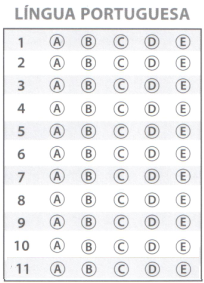 LÍNGUA PORTUGUESA
1 A B C D E
2 A B C D E
3 A B C D E
4 A B C D E
5 A B C D E
6 A B C D E
7 A B C D E
8 A B C D E
9 A B C D E
10 A B C D E
11 A B C D E